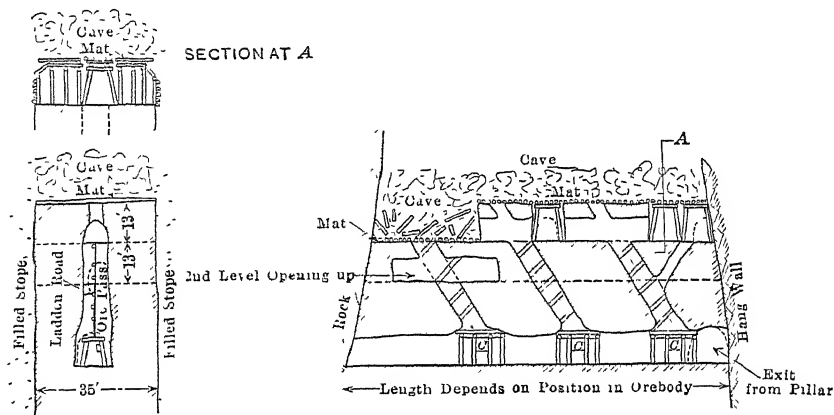 Cave
Mat
SECTION AT A
Cave
Mat
13'
13'
Filled Stope.
Ladden Road
Ore Pass.
Filled Stope.
35'
A
Cave
Mat
Cave
Mat
2nd Level Opening up
Rock
Hang Wall
C
C
C
Length Depends on Position in Orebody
Exit
from Pillar